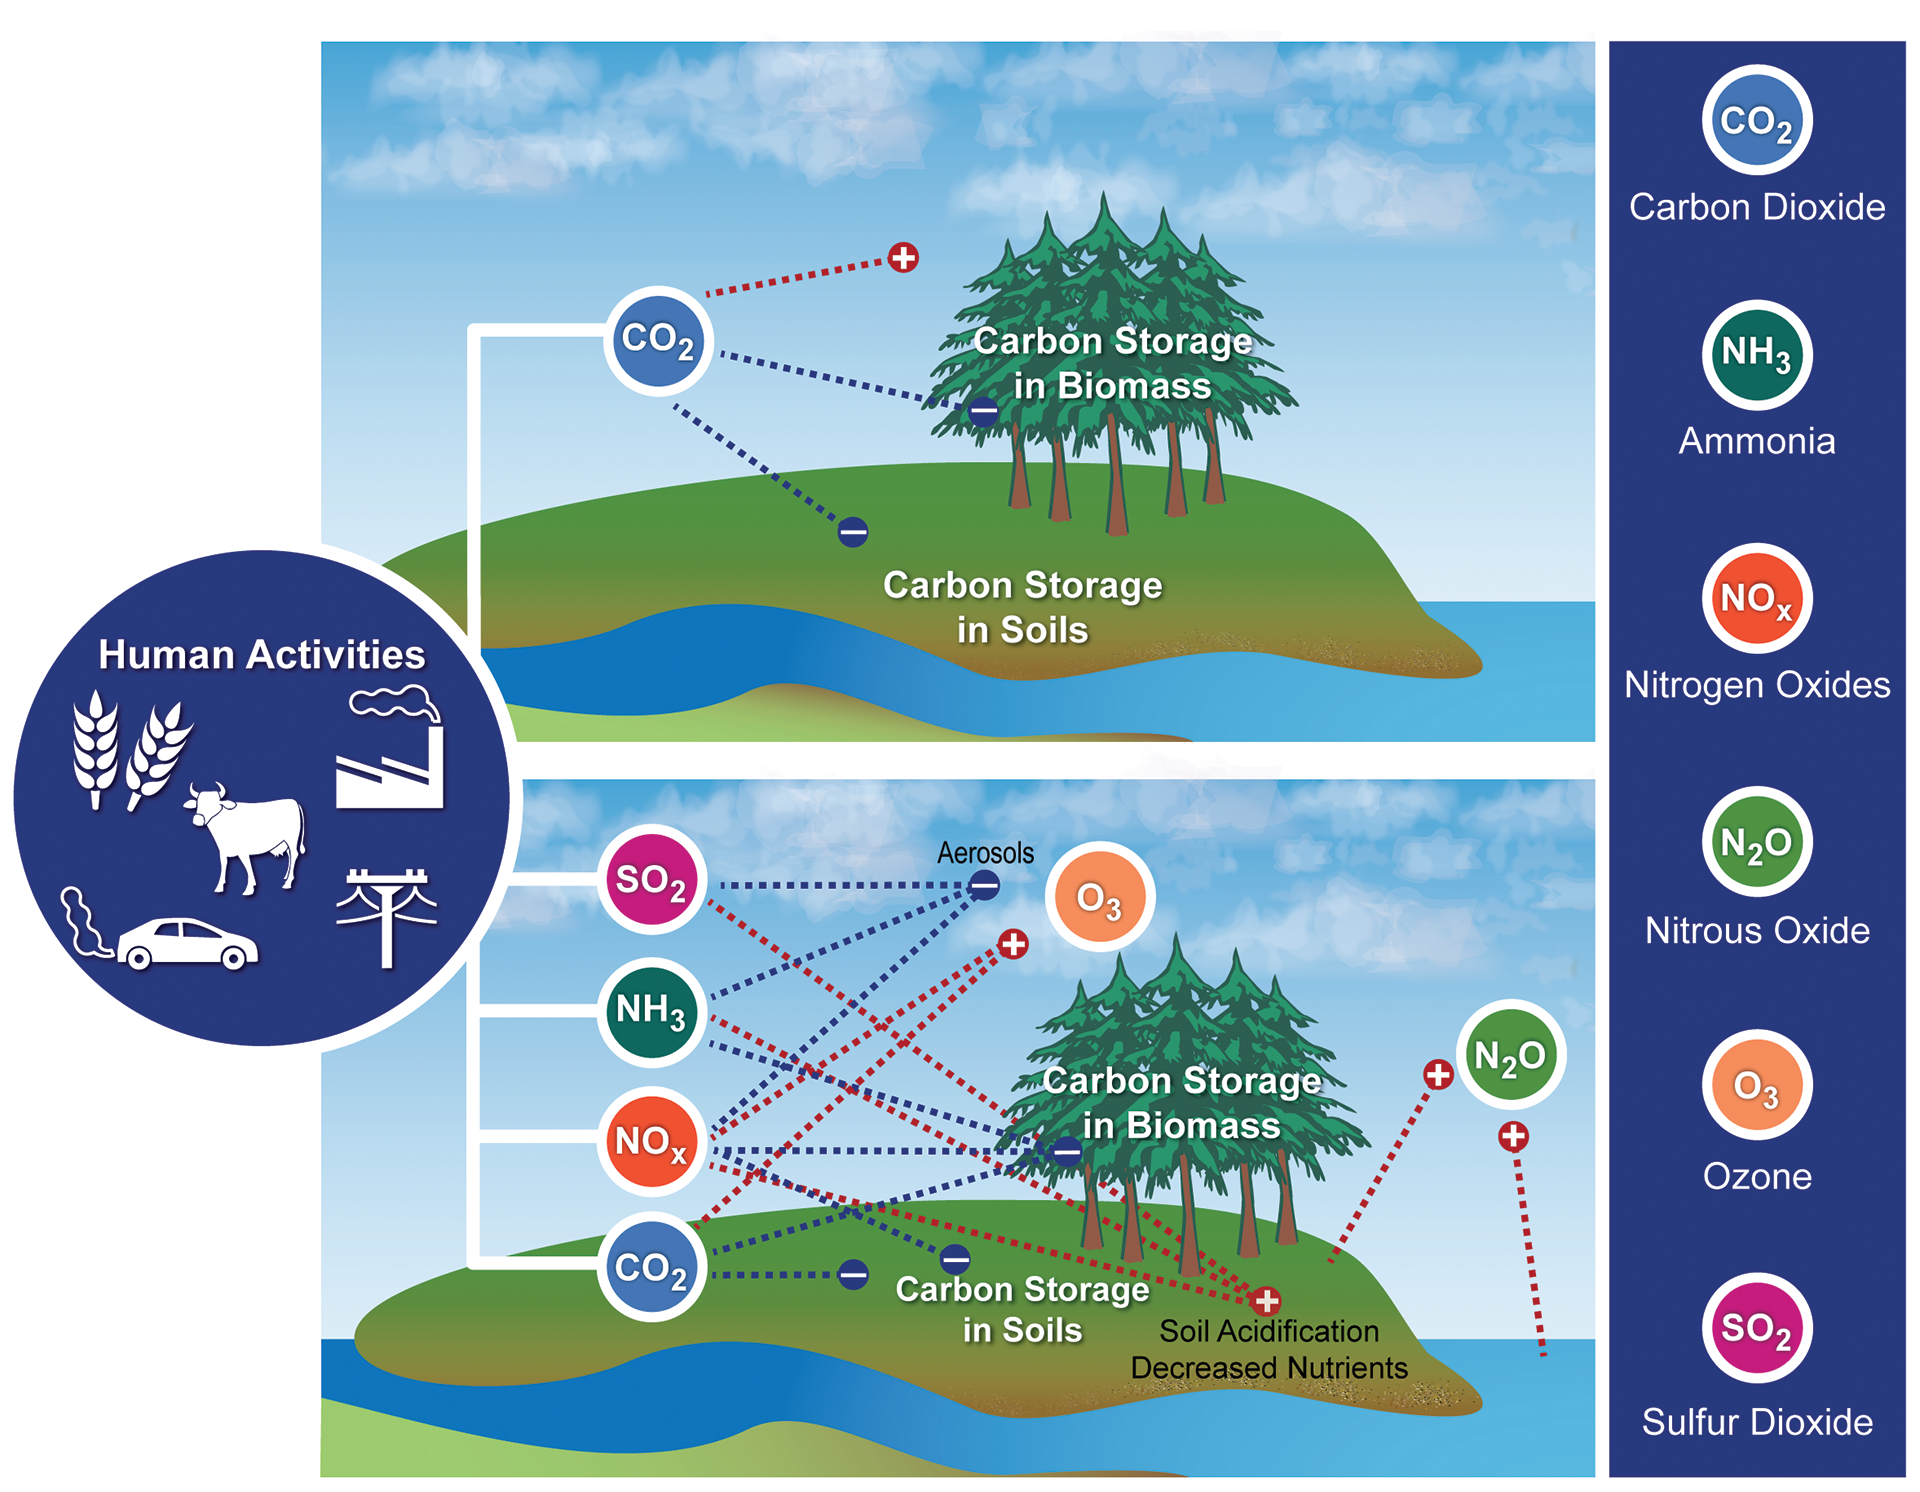 CO₂
Carbon Storage
in Biomass
Carbon Storage
in Soils
Human Activities
SO₂
NH₃
NOₓ
CO₂
Aerosols
O₃
Carbon Storage
in Biomass
N₂O
Carbon Storage
in Soils
Soil Acidification
Decreased Nutrients
CO₂
Carbon Dioxide
NH₃
Ammonia
NOₓ
Nitrogen Oxides
N₂O
Nitrous Oxide
O₃
Ozone
SO₂
Sulfur Dioxide